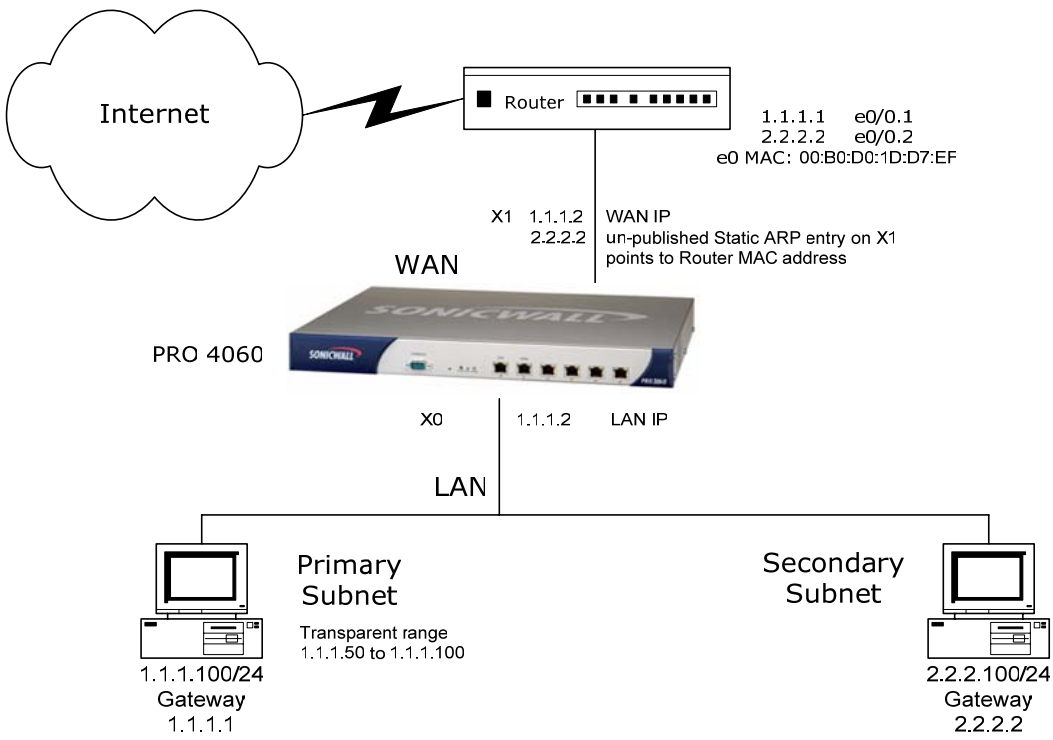 Internet
Router
1.1.1.1 e0/0.1
2.2.2.2 e0/0.2
e0 MAC: 00:B0:D0:1D:D7:EF
X1 1.1.1.2 WAN IP
2.2.2.2 un-published Static ARP entry on X1
points to Router MAC address
WAN
SONICWALL
PRO 4060
SONICWALL
X0 1.1.1.2 LAN IP
LAN
Primary
Subnet
Transparent range
1.1.1.50 to 1.1.1.100
1.1.1.100/24
Gateway
1.1.1.1
Secondary
Subnet
2.2.2.100/24
Gateway
2.2.2.2